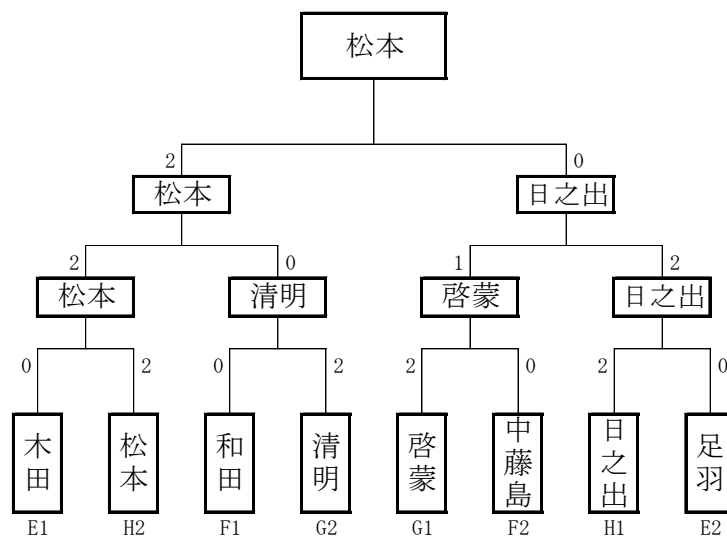 松本
2 0
松本 日之出
2 0 1 2
松本 清明 啓蒙 日之出
0 2 0 2 2 0 2 0
木田 松本 和田 清明 啓蒙 中藤島 日之出 足羽
E1 H2 F1 G2 G1 F2 H1 E2